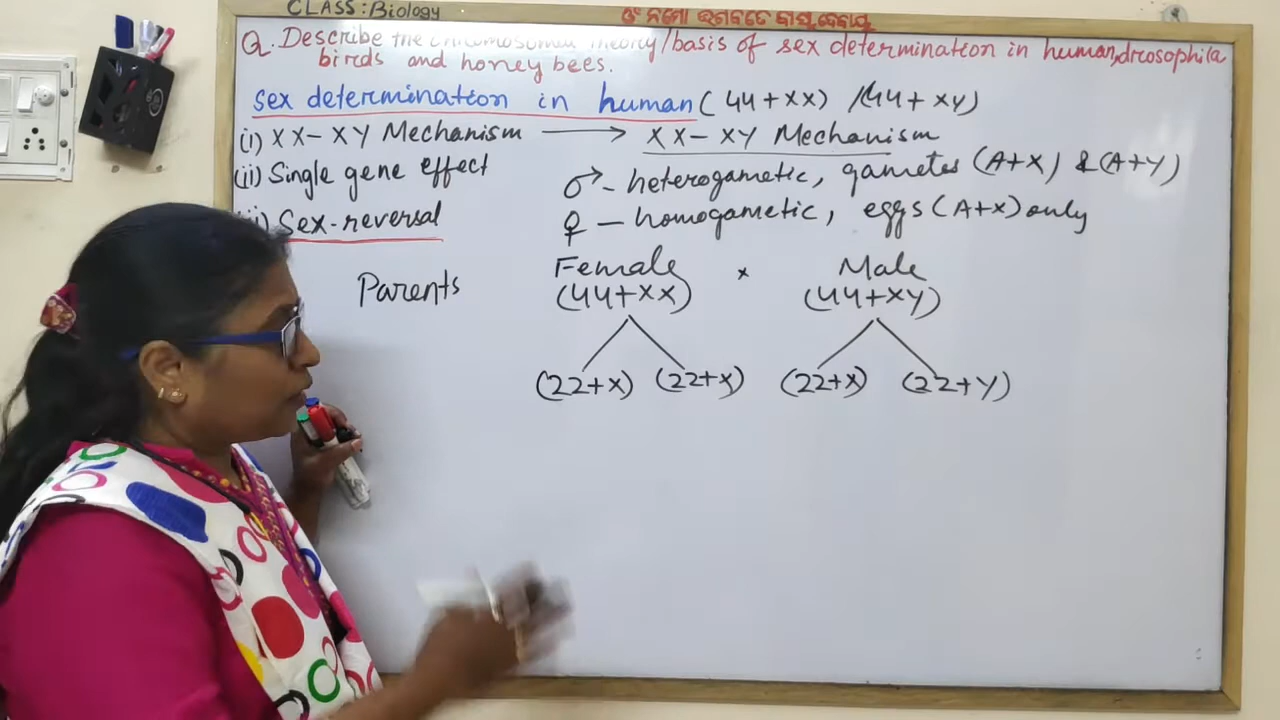 CLASS: Biology
ଓଁ ନମୋ ଭଗବତେ ବାସୁଦେବାୟ
Q. Describe the chromosomal theory/basis of sex determination in human, drosophila
birds and honey bees.
sex determination in human (44+XX) /(44+XY)
(i) XX-XY Mechanism → XX-XY Mechanism
(ii) Single gene effect
♂ - heterogametic, gametes (A+X) & (A+Y)
Sex-reversal
♀ - homogametic, eggs (A+X) only
Parents
Female × Male
(44+XX) (44+XY)
(22+X) (22+X) (22+X) (22+Y)